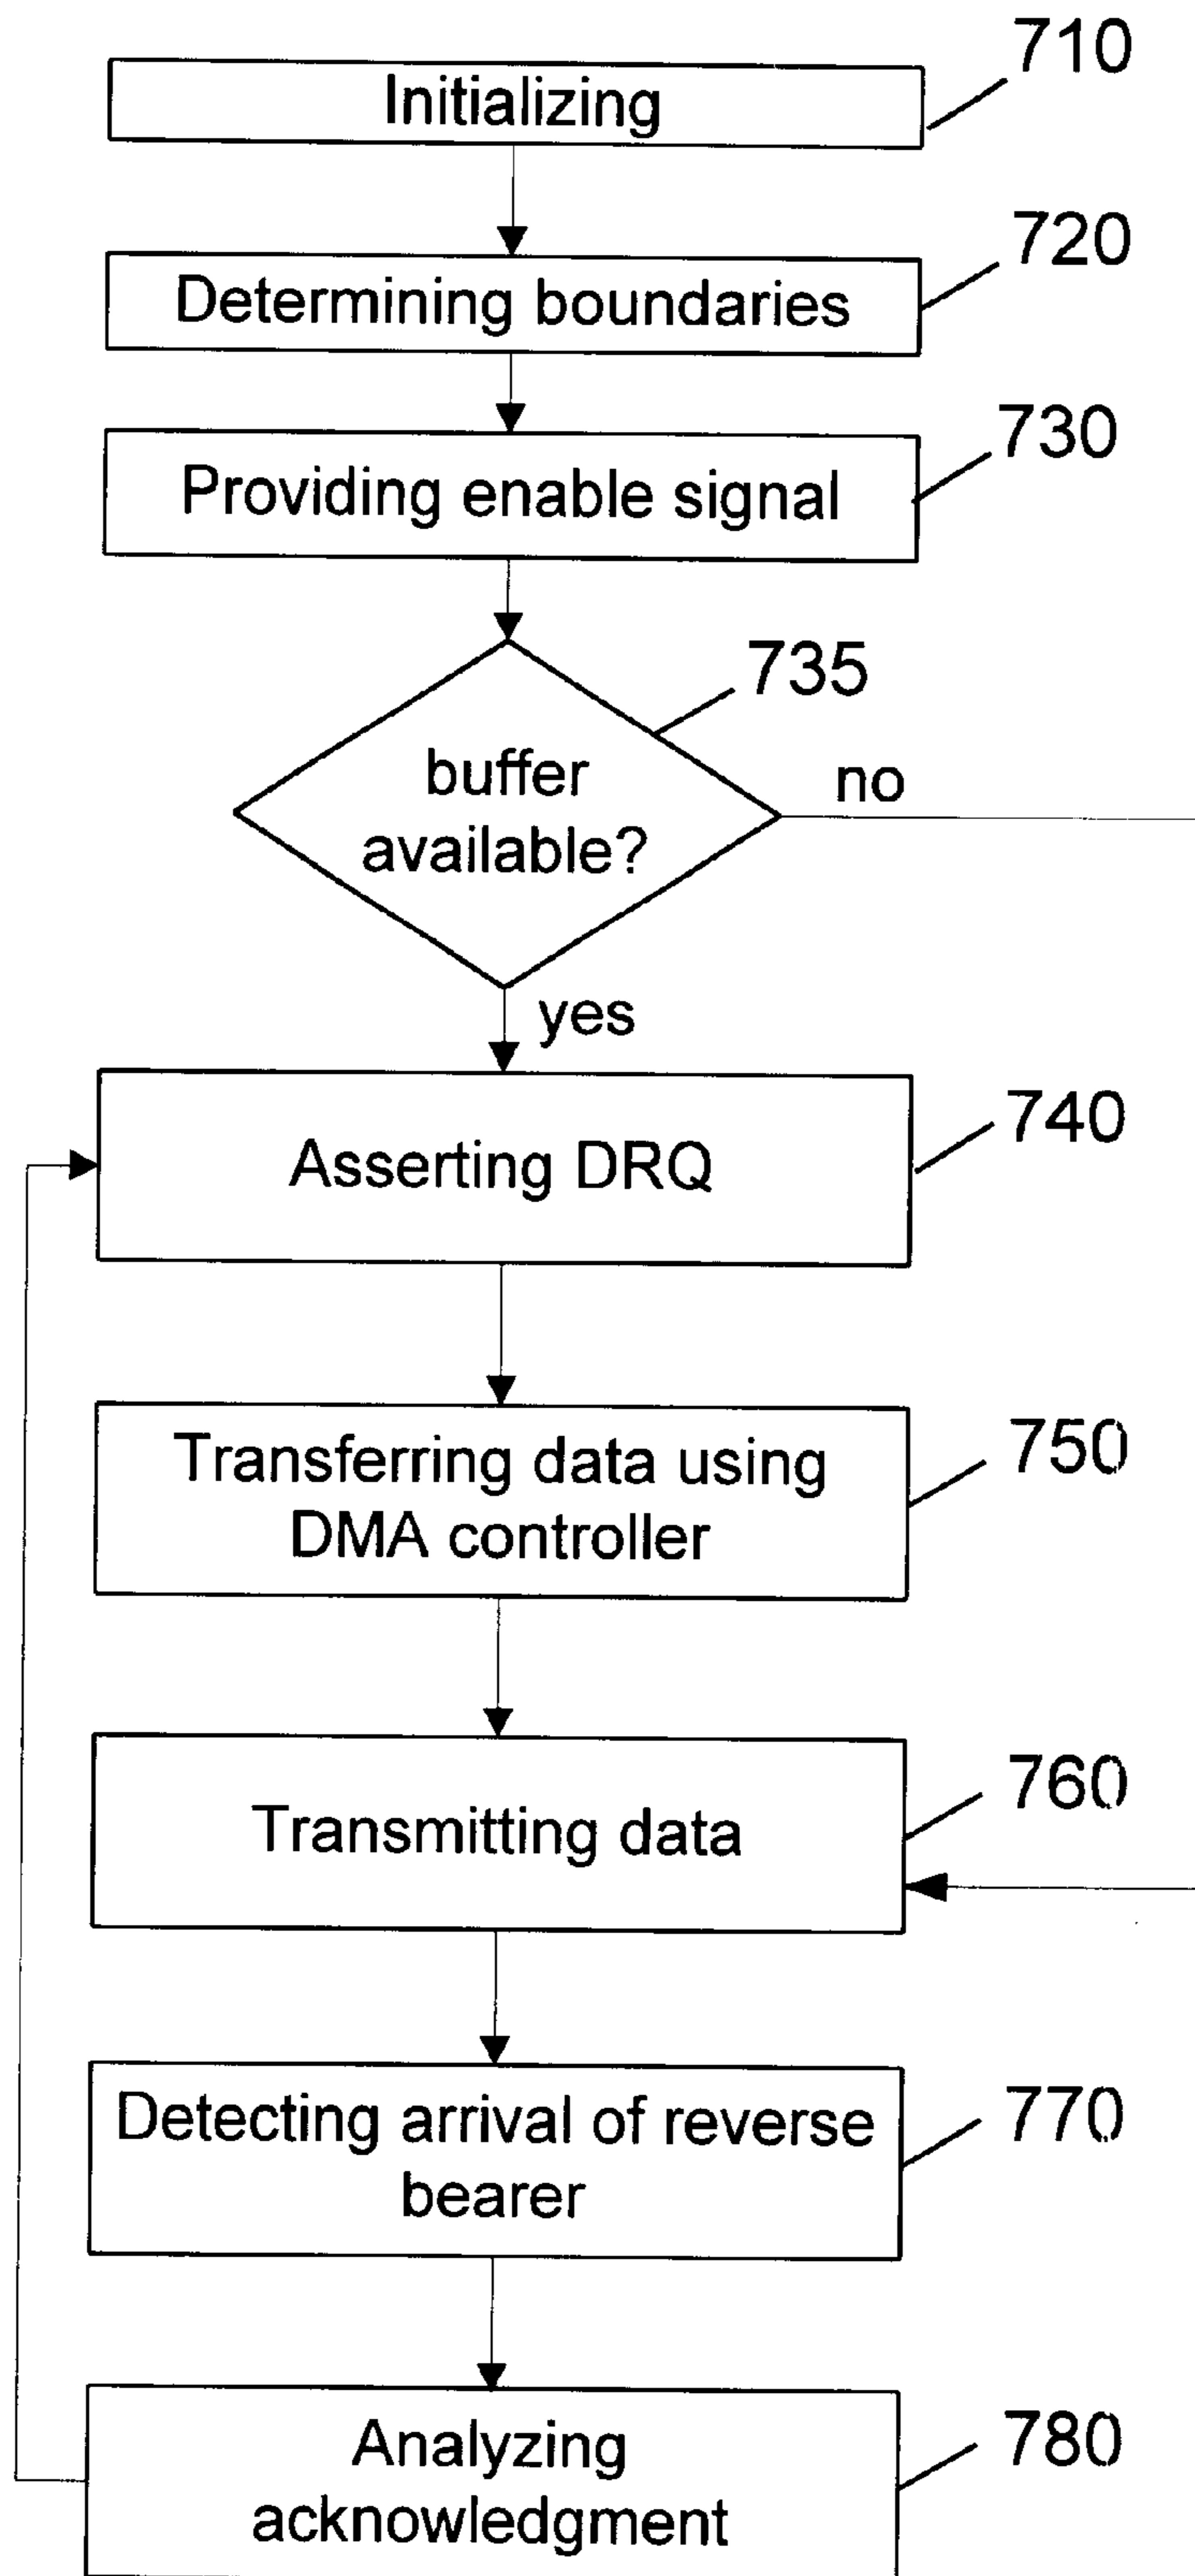 710
Initializing
720
Determining boundaries
730
Providing enable signal
735
buffer
available?
no
yes
740
Asserting DRQ
750
Transferring data using
DMA controller
760
Transmitting data
770
Detecting arrival of reverse
bearer
780
Analyzing
acknowledgment